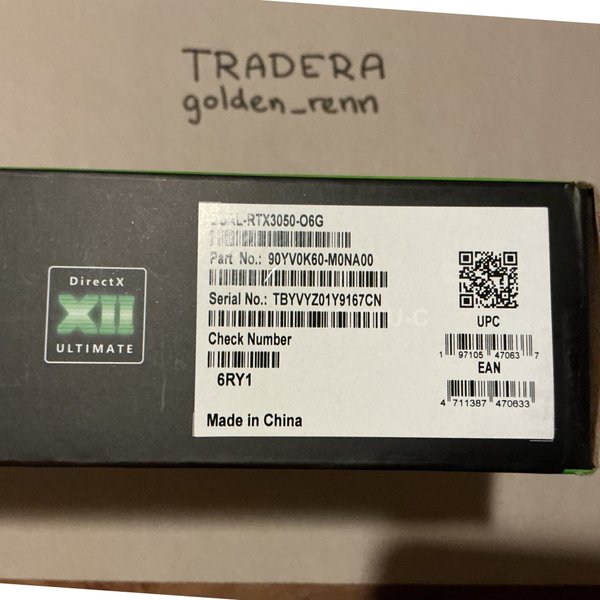 TRADERA
golden_renn
DirectX
XII
ULTIMATE
DUAL-RTX3050-O6G
Part No.: 90YV0K60-M0NA00
Serial No.: TBYVYZ01Y9167CN
Check Number
6RY1
Made in China
UPC
1 97105 47063 7
EAN
4 711387 470633